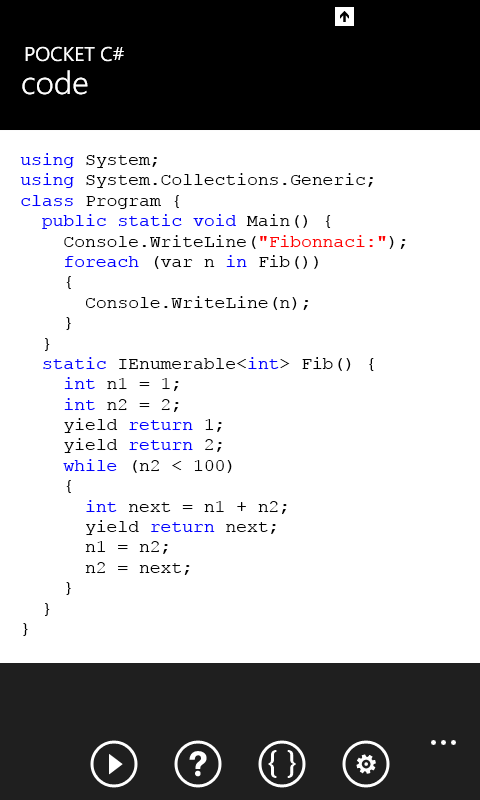 POCKET C#
code
using System;
using System.Collections.Generic;
class Program {
  public static void Main() {
    Console.WriteLine("Fibonnaci:");
    foreach (var n in Fib())
    {
      Console.WriteLine(n);
    }
  }
  static IEnumerable<int> Fib() {
    int n1 = 1;
    int n2 = 2;
    yield return 1;
    yield return 2;
    while (n2 < 100)
    {
      int next = n1 + n2;
      yield return next;
      n1 = n2;
      n2 = next;
    }
  }
}
? { }